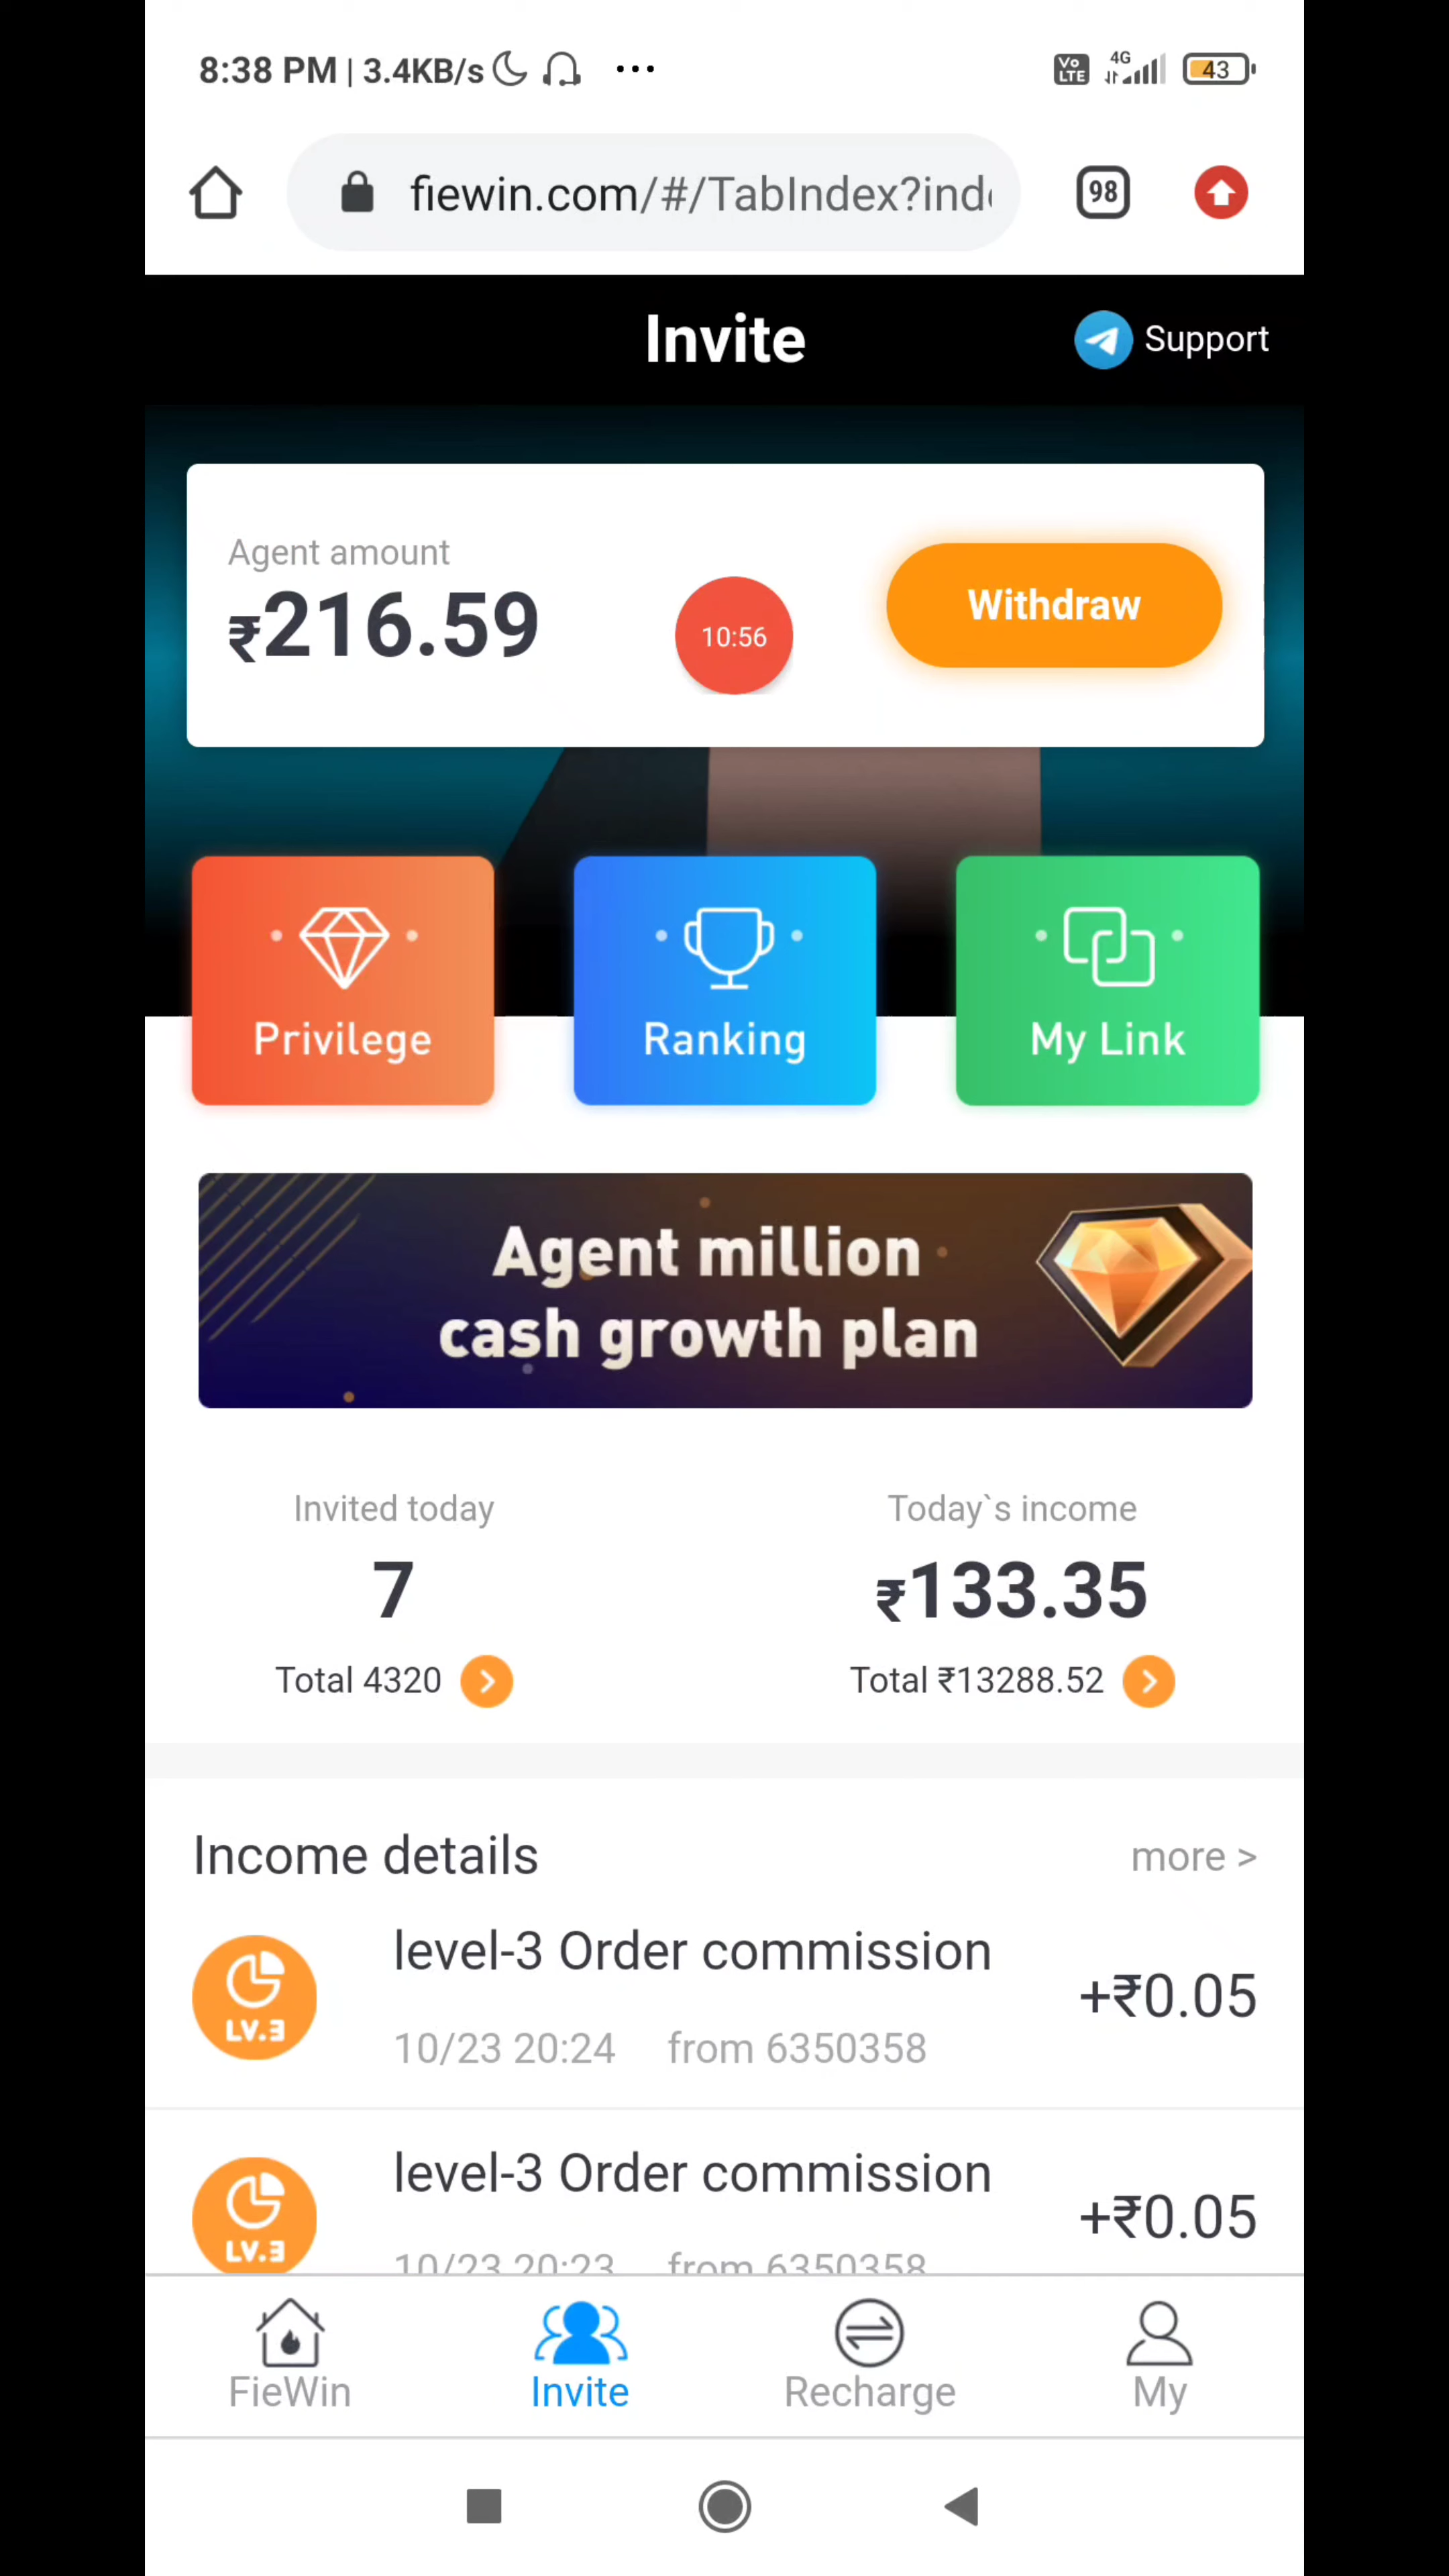 8:38 PM | 3.4KB/s ...
Vo LTE 4G 43
fiewin.com/#/TabIndex?ind
98
Invite
Support
Agent amount
₹216.59
10:56
Withdraw
Privilege
Ranking
My Link
Agent million
cash growth plan
Invited today
Today`s income
7
₹133.35
Total 4320
Total ₹13288.52
Income details
more >
level-3 Order commission
+₹0.05
LV.3
10/23 20:24 from 6350358
level-3 Order commission
+₹0.05
LV.3
10/23 20:23 from 6350358
FieWin
Invite
Recharge
My